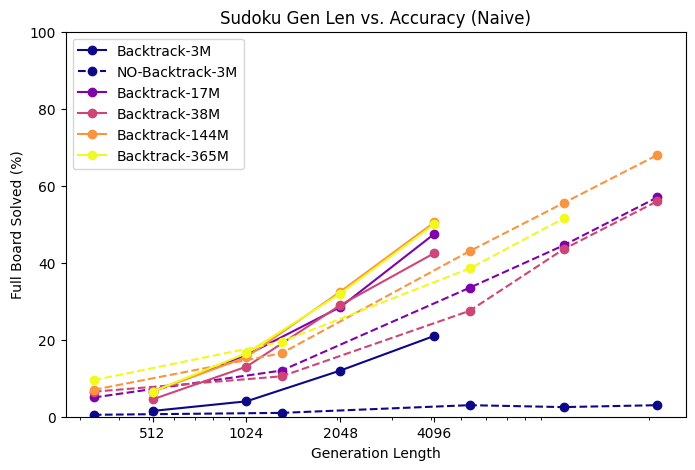 Sudoku Gen Len vs. Accuracy (Naive)
Full Board Solved (%)
100
80
60
40
20
0
Backtrack-3M
NO-Backtrack-3M
Backtrack-17M
Backtrack-38M
Backtrack-144M
Backtrack-365M
512
1024
2048
4096
Generation Length